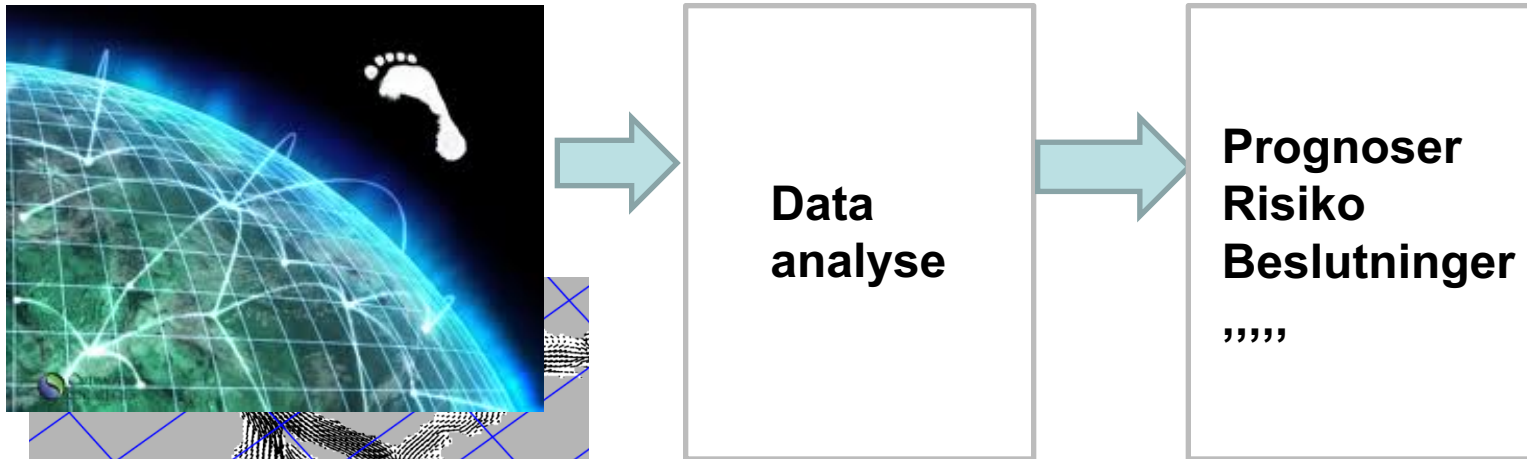 Data
analyse
Prognoser
Risiko
Beslutninger
,,,,,